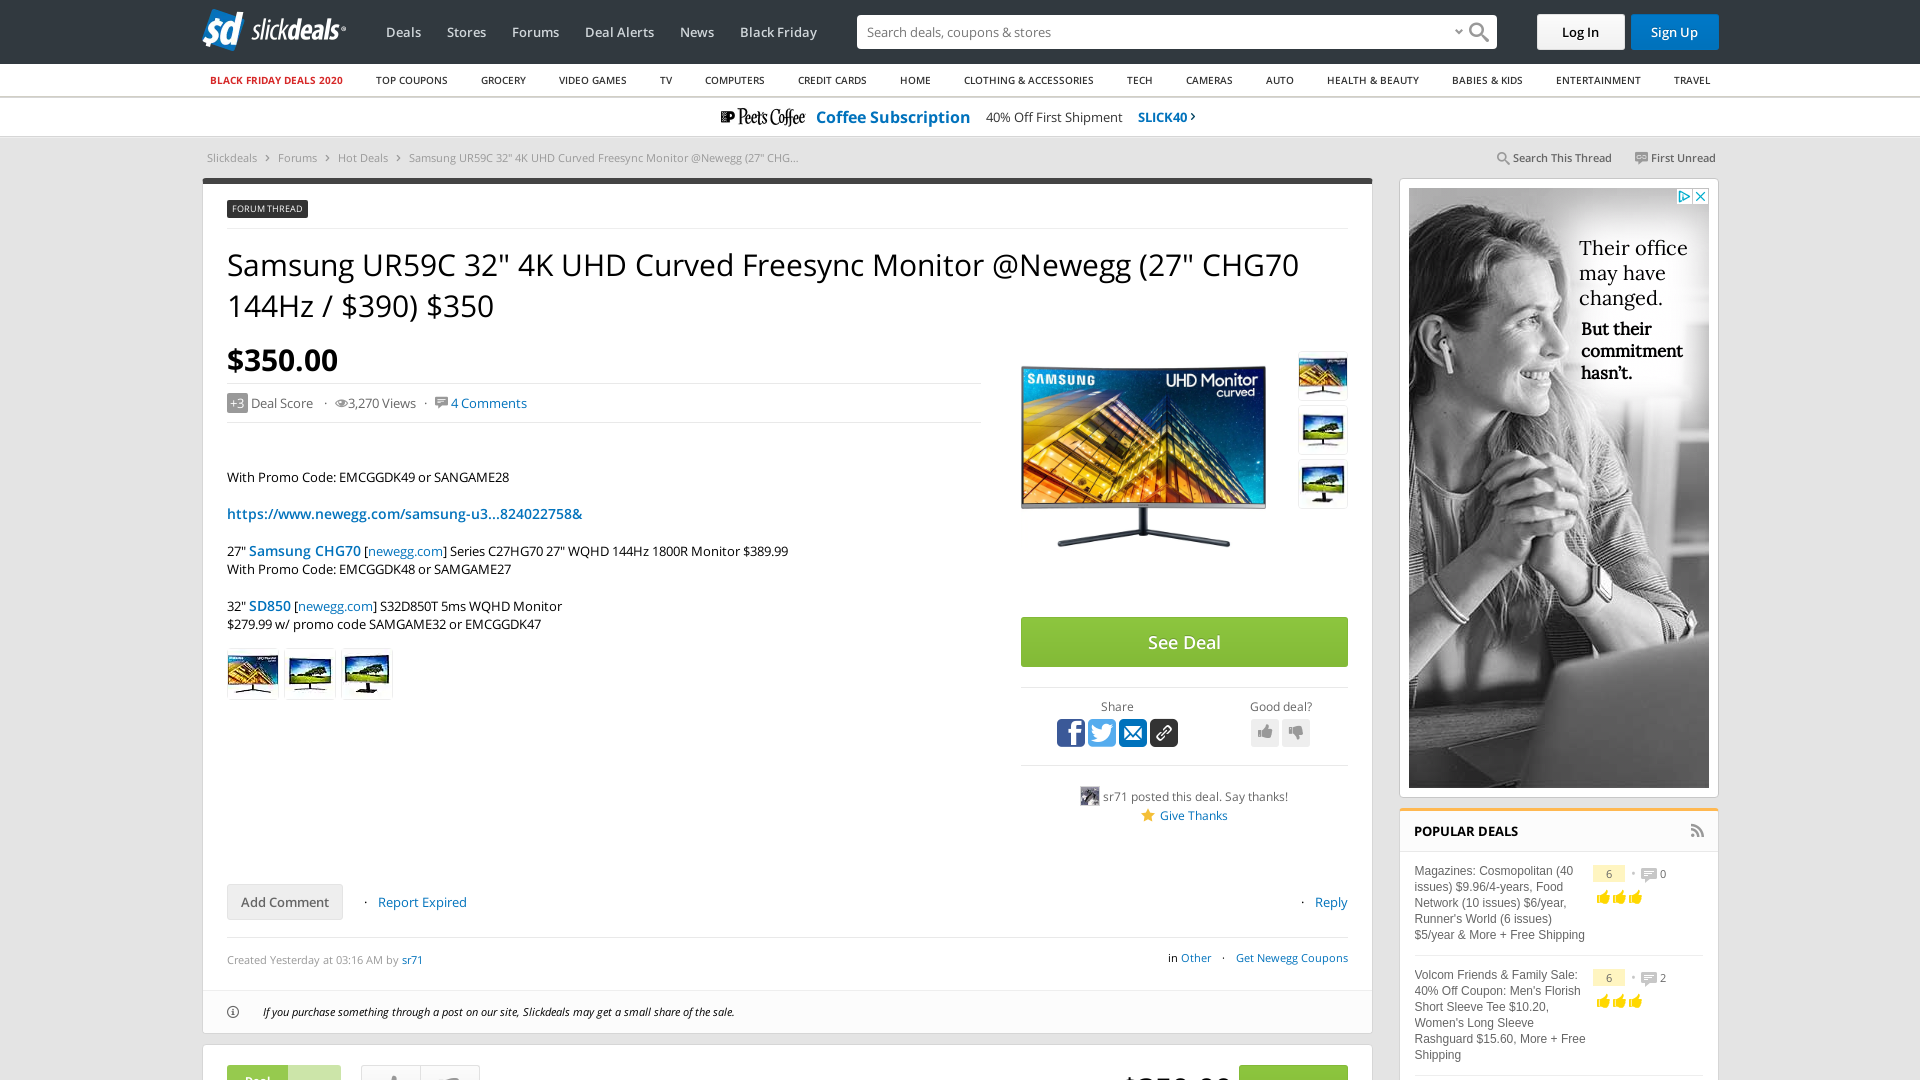 sd slickdeals
Deals Stores Forums Deal Alerts News Black Friday
Search deals, coupons & stores
Log In
Sign Up
BLACK FRIDAY DEALS 2020 TOP COUPONS GROCERY VIDEO GAMES TV COMPUTERS CREDIT CARDS HOME CLOTHING & ACCESSORIES TECH CAMERAS AUTO HEALTH & BEAUTY BABIES & KIDS ENTERTAINMENT TRAVEL
Peet's Coffee Coffee Subscription 40% Off First Shipment SLICK40 ›
Slickdeals › Forums › Hot Deals › Samsung UR59C 32" 4K UHD Curved Freesync Monitor @Newegg (27" CHG...
Search This Thread First Unread
FORUM THREAD
Samsung UR59C 32" 4K UHD Curved Freesync Monitor @Newegg (27" CHG70
144Hz / $390) $350
$350.00
+3 Deal Score · 3,270 Views · 4 Comments
With Promo Code: EMCGGDK49 or SANGAME28
https://www.newegg.com/samsung-u3...824022758&
27" Samsung CHG70 [newegg.com] Series C27HG70 27" WQHD 144Hz 1800R Monitor $389.99
With Promo Code: EMCGGDK48 or SAMGAME27
32" SD850 [newegg.com] S32D850T 5ms WQHD Monitor
$279.99 w/ promo code SAMGAME32 or EMCGGDK47
SAMSUNG
UHD Monitor
curved
See Deal
Share
Good deal?
sr71 posted this deal. Say thanks!
Give Thanks
Add Comment · Report Expired
· Reply
Created Yesterday at 03:16 AM by sr71
in Other · Get Newegg Coupons
If you purchase something through a post on our site, Slickdeals may get a small share of the sale.
Their office
may have
changed.
But their
commitment
hasn't.
POPULAR DEALS
Magazines: Cosmopolitan (40
issues) $9.96/4-years, Food
Network (10 issues) $6/year,
Runner's World (6 issues)
$5/year & More + Free Shipping
6 • 0
Volcom Friends & Family Sale:
40% Off Coupon: Men's Florish
Short Sleeve Tee $10.20,
Women's Long Sleeve
Rashguard $15.60, More + Free
Shipping
6 • 2